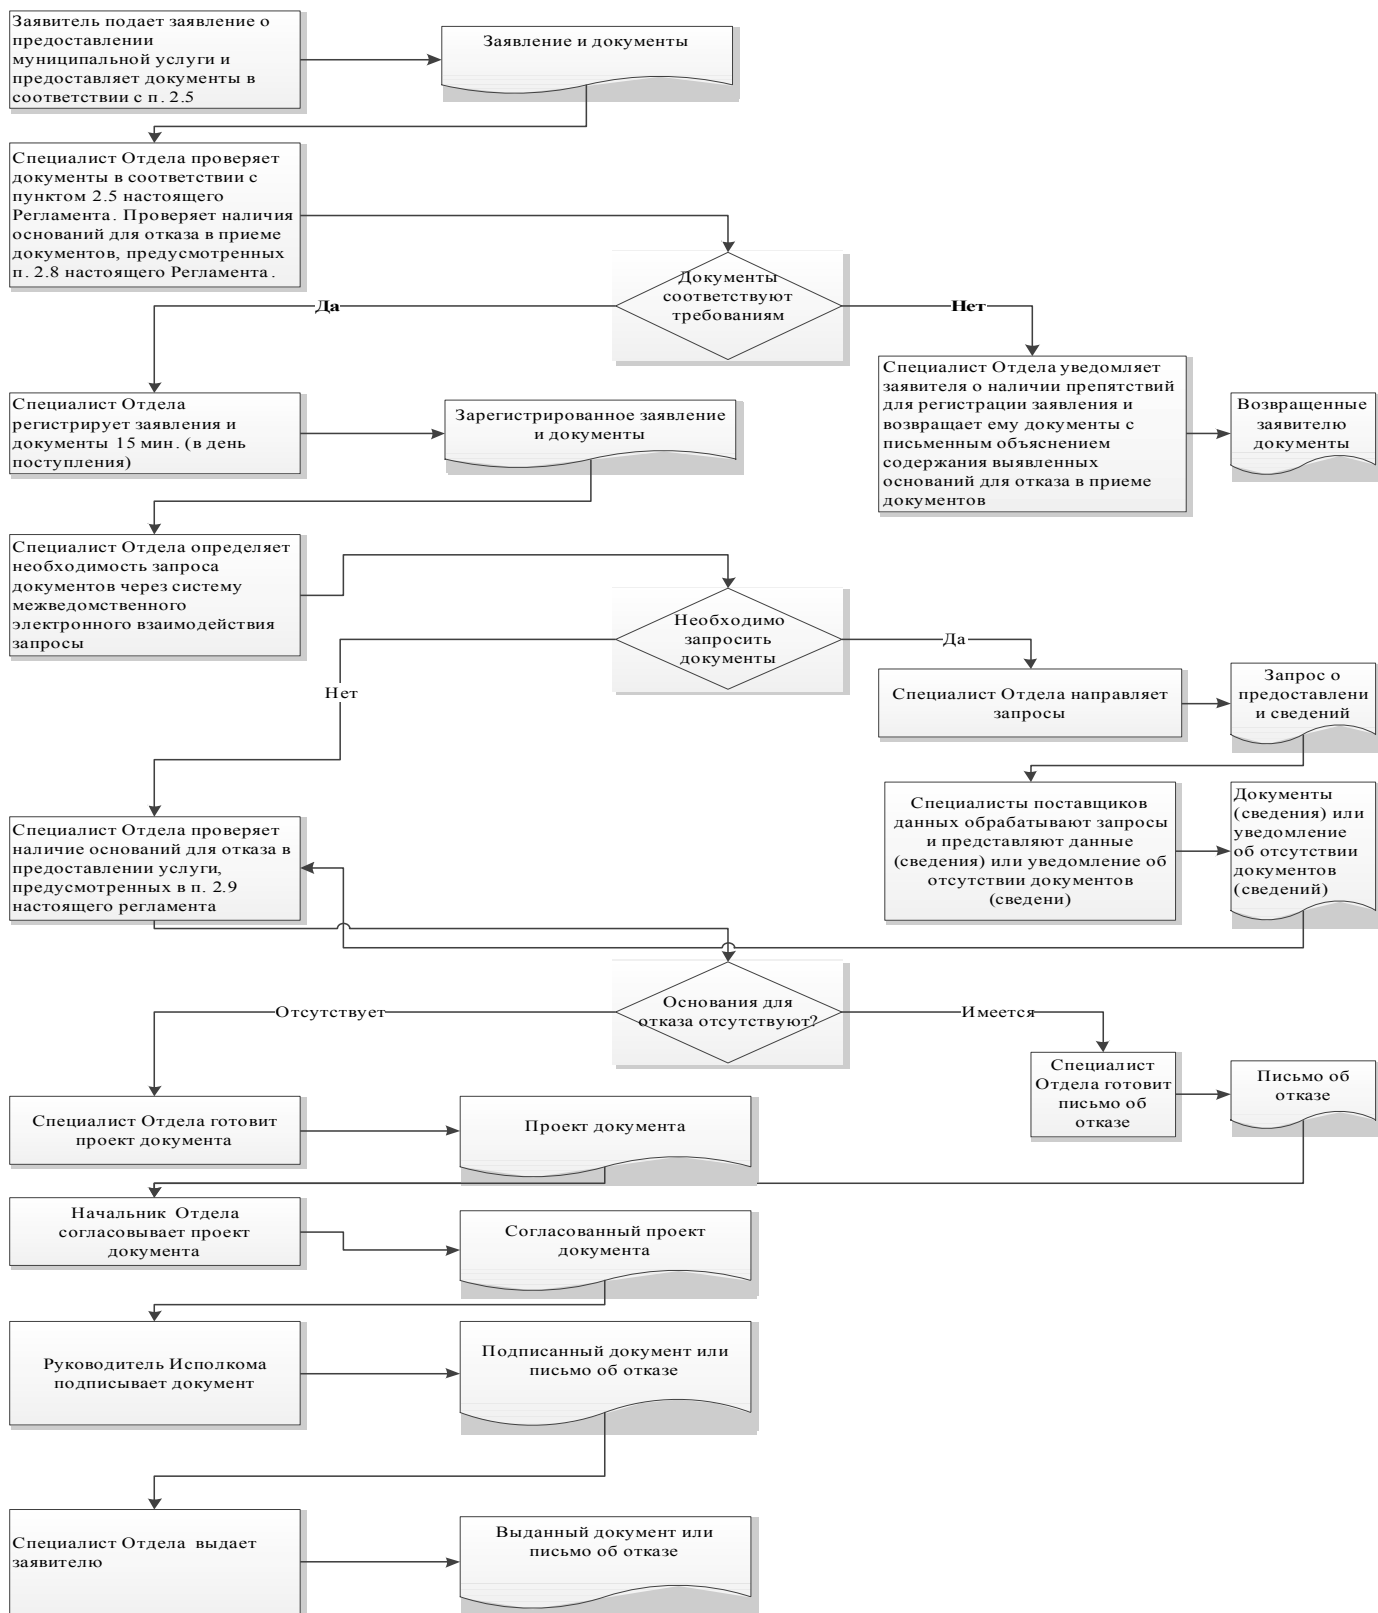 Заявитель подает заявление о
предоставлении
муниципальной услуги и
предоставляет документы в
соответствии с п. 2.5
Заявление и документы
Специалист Отдела проверяет
документы в соответствии с
пунктом 2.5 настоящего
Регламента. Проверяет наличия
оснований для отказа в приеме
документов, предусмотренных
п. 2.8 настоящего Регламента.
Документы
соответствуют
требованиям
Да
Нет
Специалист Отдела
регистрирует заявления и
документы 15 мин. (в день
поступления)
Зарегистрированное заявление
и документы
Специалист Отдела уведомляет
заявителя о наличии препятствий
для регистрации заявления и
возвращает ему документы с
письменным объяснением
содержания выявленных
оснований для отказа в приеме
документов
Возвращенные
заявителю
документы
Специалист Отдела определяет
необходимость запроса
документов через систему
межведомственного
электронного взаимодействия
запросы
Необходимо
запросить
документы
Да
Нет
Специалист Отдела направляет
запросы
Запрос о
предоставлени
и сведений
Специалисты поставщиков
данных обрабатывают запросы
и представляют данные
(сведения) или уведомление об
отсутствии документов
(сведени)
Документы
(сведения) или
уведомление
об отсутствии
документов
(сведений)
Специалист Отдела проверяет
наличие оснований для отказа в
предоставлении услуги,
предусмотренных в п. 2.9
настоящего регламента
Основания для
отказа отсутствуют?
Отсутствует
Имеется
Специалист
Отдела готовит
письмо об
отказе
Письмо об
отказе
Специалист Отдела готовит
проект документа
Проект документа
Начальник Отдела
согласовывает проект
документа
Согласованный проект
документа
Руководитель Исполкома
подписывает документ
Подписанный документ или
письмо об отказе
Специалист Отдела выдает
заявителю
Выданный документ или
письмо об отказе